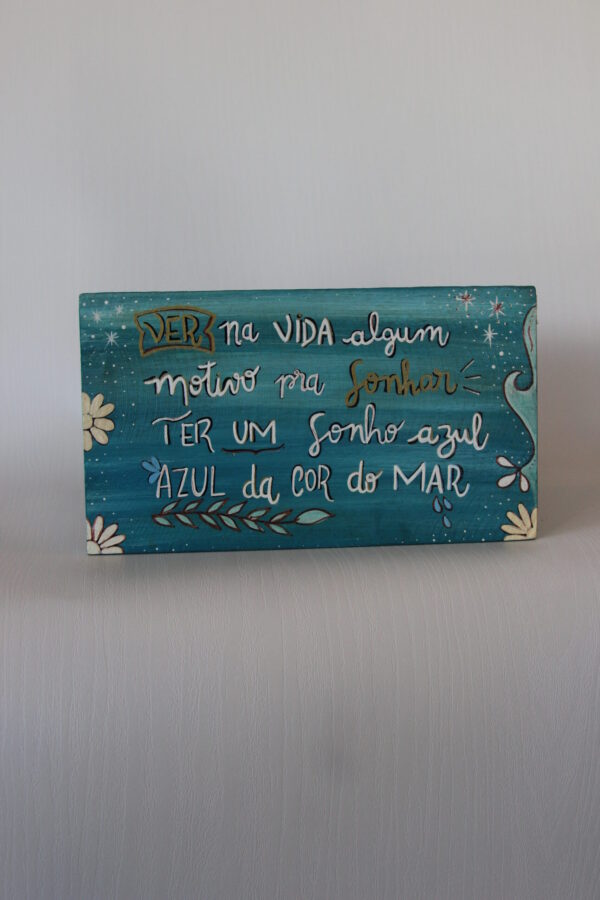 VER na VIDA algum
motivo pra Sonhar
TER UM Sonho azul
AZUL da COR do MAR